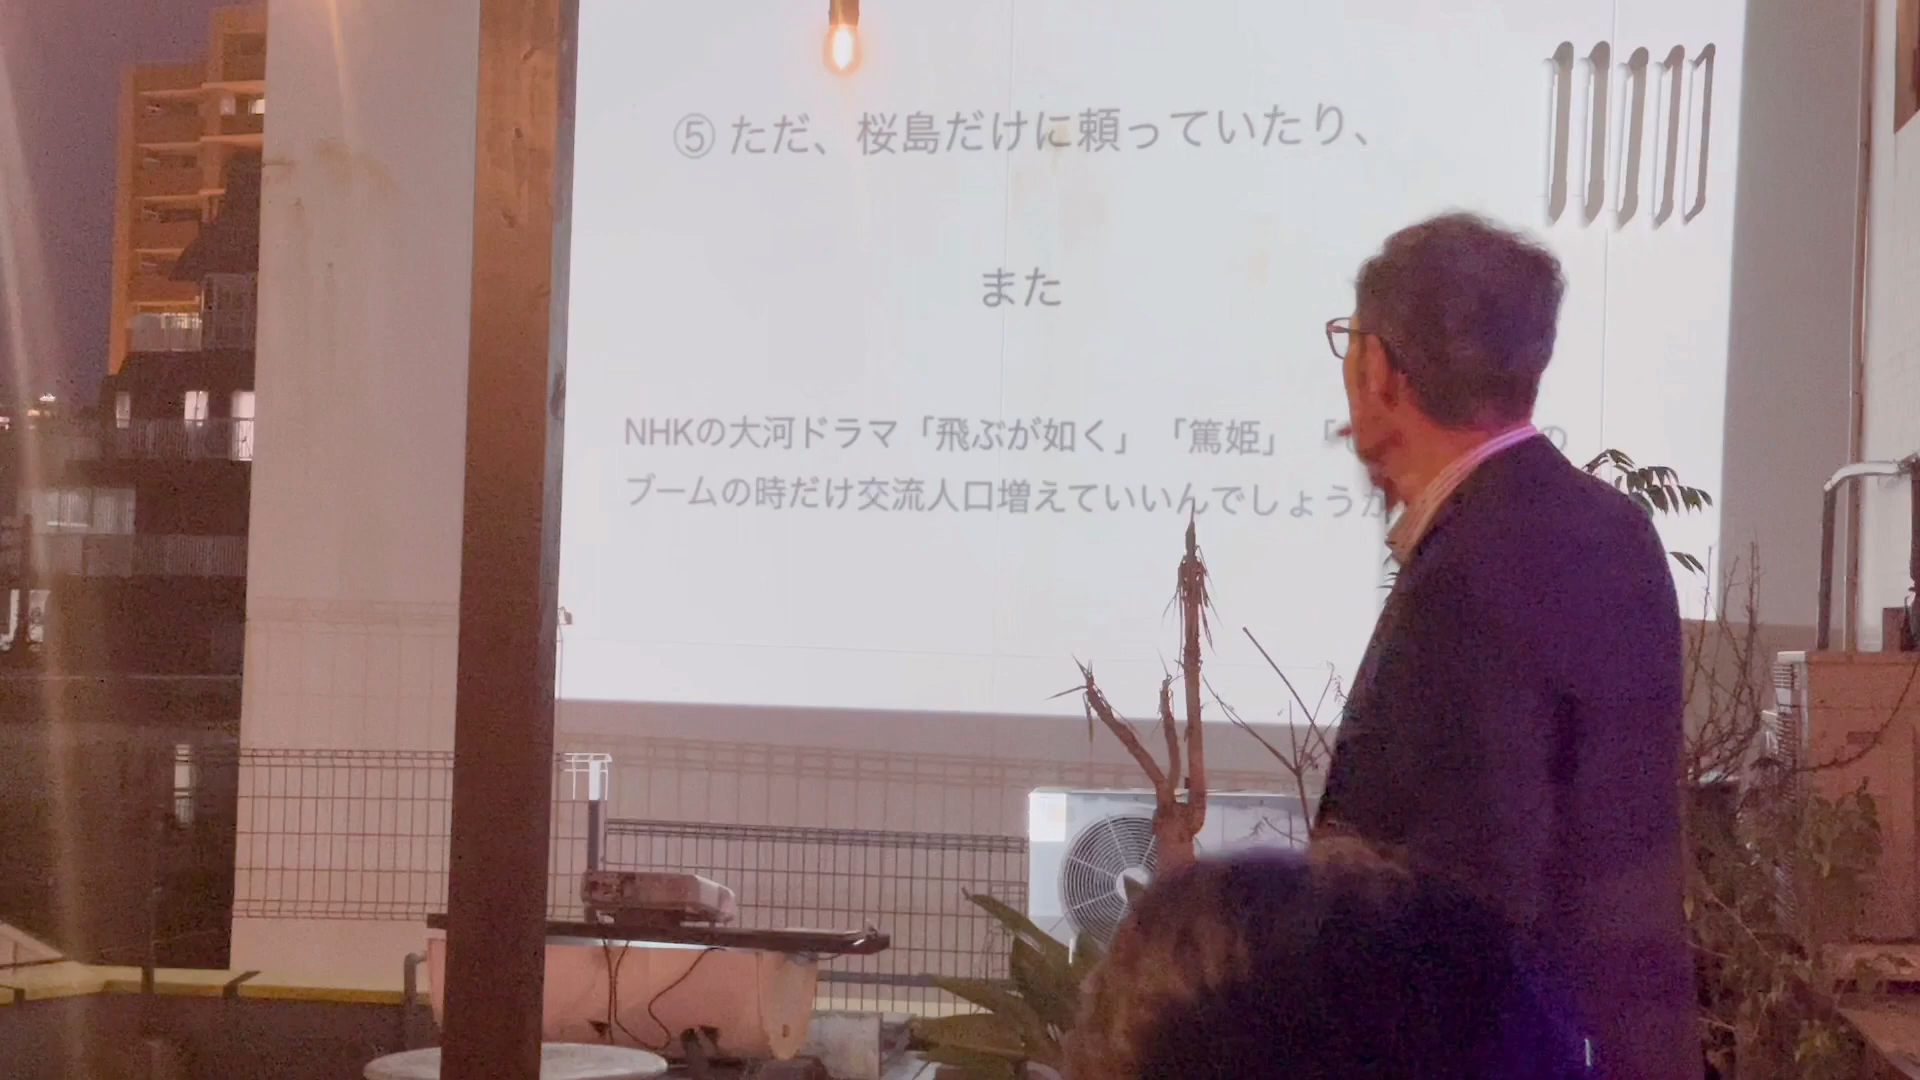 ⑤ ただ、桜島だけに頼っていたり、
また
NHKの大河ドラマ「飛ぶが如く」「篤姫」「 の
ブームの時だけ交流人口増えていいんでしょうか